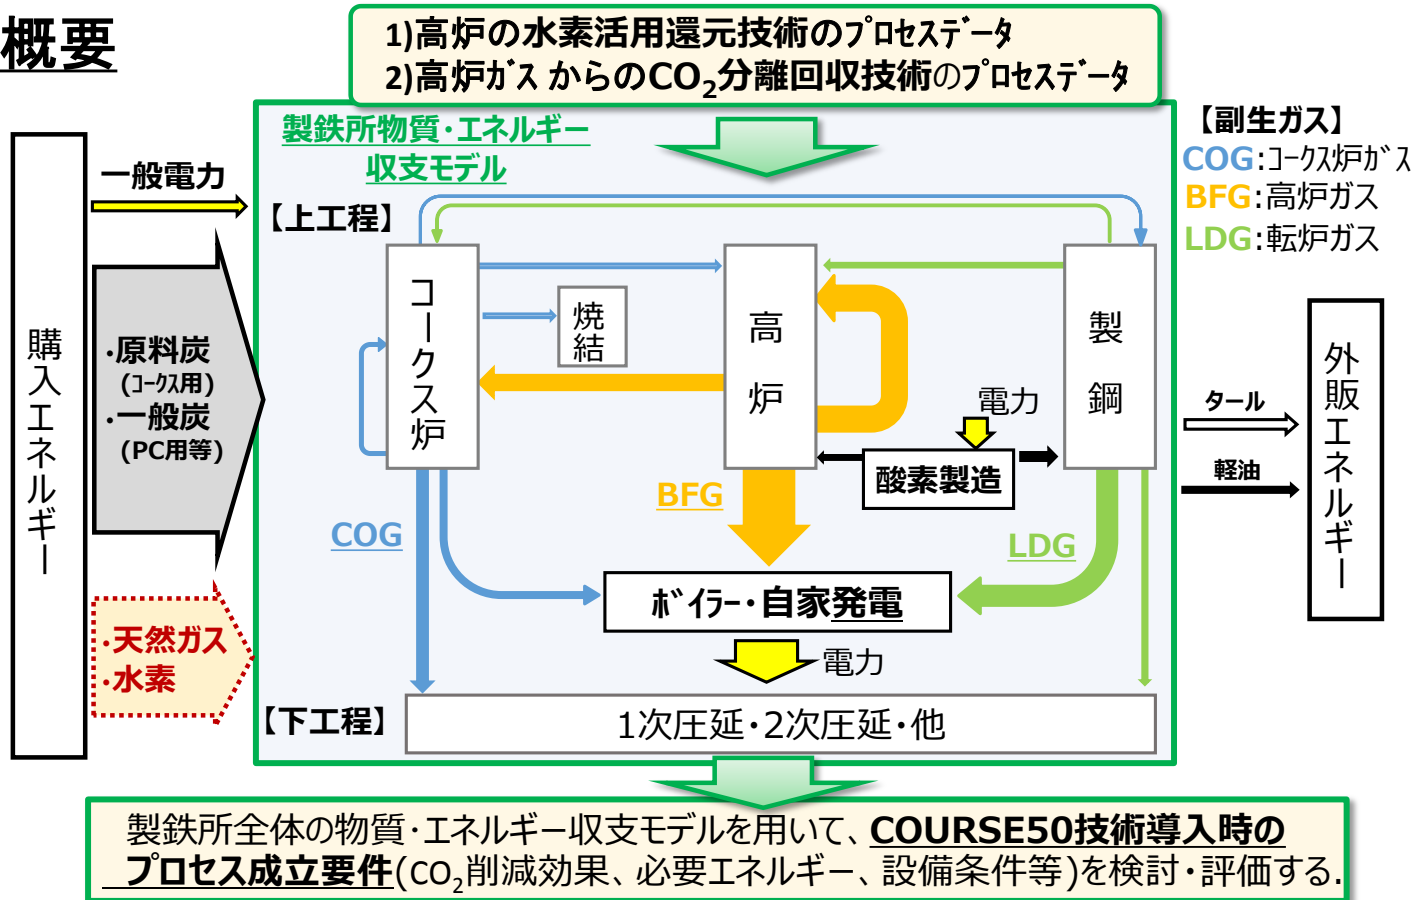 概要
1)高炉の水素活用還元技術のﾌﾟﾛｾｽﾃﾞｰﾀ
2)高炉ｶﾞｽ からのCO₂分離回収技術のﾌﾟﾛｾｽﾃﾞｰﾀ
製鉄所物質・エネルギー
収支モデル
【副生ガス】
COG:ｺｰｸｽ炉ｶﾞｽ
BFG:高炉ガス
LDG:転炉ガス
購入エネルギー
一般電力
・原料炭
(ｺｰｸｽ用)
・一般炭
(PC用等)
・天然ガス
・水素
【上工程】
コークス炉
焼結
高炉
製鋼
電力
酸素製造
COG
BFG
LDG
ﾎﾞｲﾗｰ・自家発電
電力
【下工程】
1次圧延・2次圧延・他
タール
軽油
外販エネルギー
製鉄所全体の物質・エネルギー収支モデルを用いて、COURSE50技術導入時の
プロセス成立要件(CO₂削減効果、必要エネルギー、設備条件等)を検討・評価する.